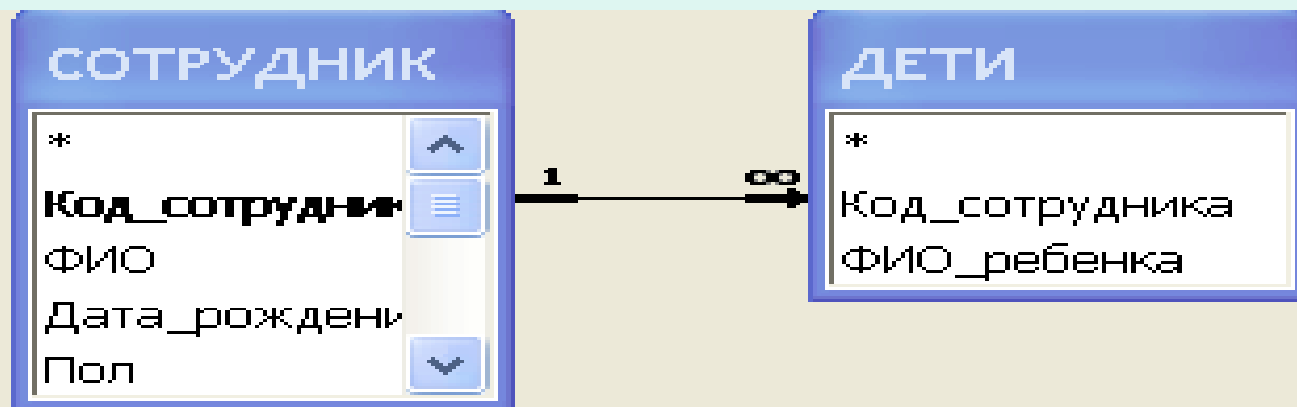 СОТРУДНИК
*
Код_сотрудник
ФИО
Дата_рождени
Пол
1 ∞
ДЕТИ
*
Код_сотрудника
ФИО_ребенка